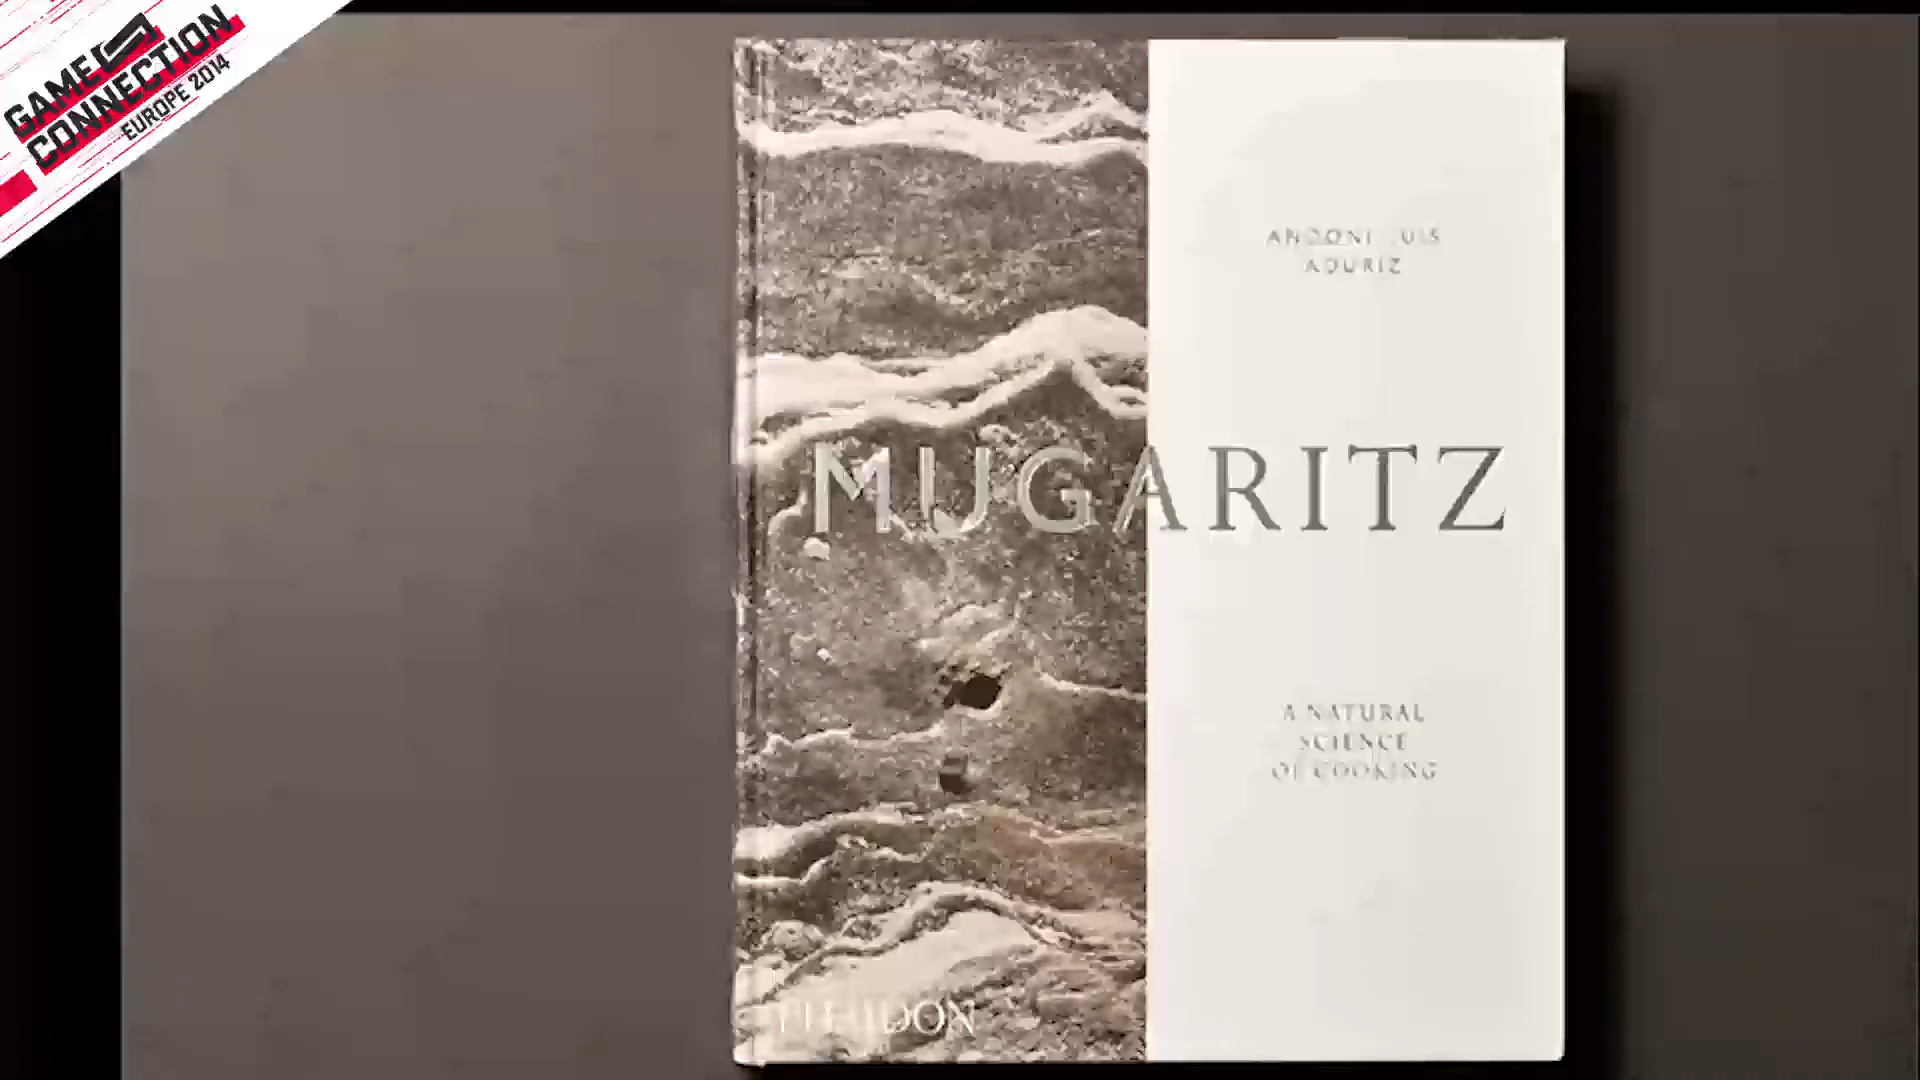 GAME
CONNECTION
EUROPE 2014
ANDONI LUIS
ADURIZ
MUGARITZ
A NATURAL
SCIENCE
OF COOKING
PHAIDON